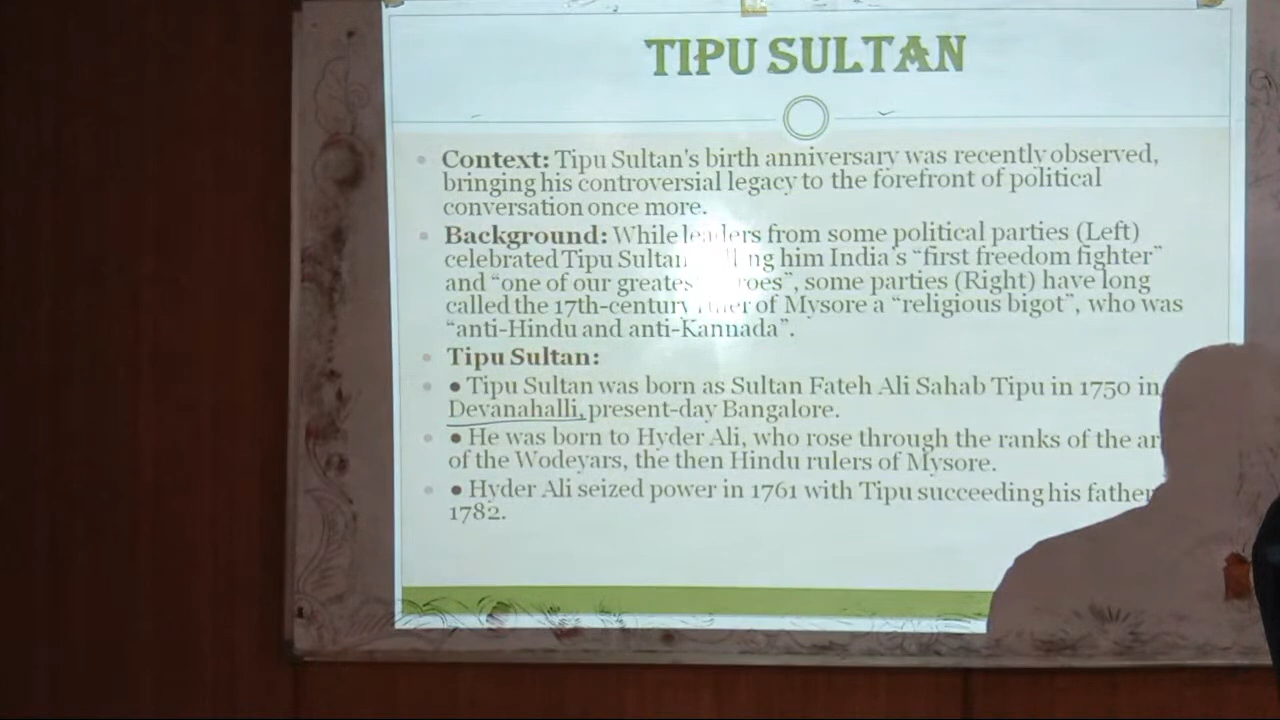 TIPU SULTAN
• Context: Tipu Sultan's birth anniversary was recently observed,
bringing his controversial legacy to the forefront of political
conversation once more.
• Background: While leaders from some political parties (Left)
celebrated Tipu Sultan him India's “first freedom fighter”
and “one of our greatest , some parties (Right) have long
called the 17th-century of Mysore a “religious bigot”, who was
“anti-Hindu and anti-Kannada”.
• Tipu Sultan:
• ● Tipu Sultan was born as Sultan Fateh Ali Sahab Tipu in 1750 in
Devanahalli, present-day Bangalore.
• ● He was born to Hyder Ali, who rose through the ranks of the
of the Wodeyars, the then Hindu rulers of Mysore.
• ● Hyder Ali seized power in 1761 with Tipu succeeding his father
1782.